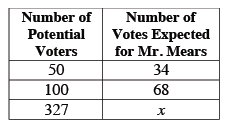 Number of Potential Voters Number of Votes Expected for Mr. Mears
50 34
100 68
327 x